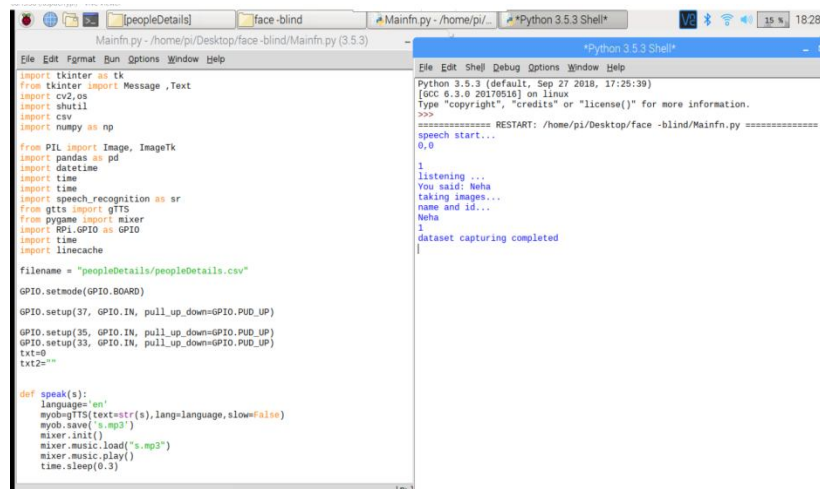 [peopleDetails]
face -blind
Mainfn.py - /home/pi/...
*Python 3.5.3 Shell*
15 %
18:28
Mainfn.py - /home/pi/Desktop/face -blind/Mainfn.py (3.5.3)
File Edit Format Run Options Window Help
import tkinter as tk
from tkinter import Message ,Text
import cv2,os
import shutil
import csv
import numpy as np
from PIL import Image, ImageTk
import pandas as pd
import datetime
import time
import time
import speech_recognition as sr
from gtts import gTTS
from pygame import mixer
import RPi.GPIO as GPIO
import time
import linecache
filename = "peopleDetails/peopleDetails.csv"
GPIO.setmode(GPIO.BOARD)
GPIO.setup(37, GPIO.IN, pull_up_down=GPIO.PUD_UP)
GPIO.setup(35, GPIO.IN, pull_up_down=GPIO.PUD_UP)
GPIO.setup(33, GPIO.IN, pull_up_down=GPIO.PUD_UP)
txt=0
txt2=""
def speak(s):
    language='en'
    myob=gTTS(text=str(s),lang=language,slow=False)
    myob.save('s.mp3')
    mixer.init()
    mixer.music.load("s.mp3")
    mixer.music.play()
    time.sleep(0.3)
*Python 3.5.3 Shell*
File Edit Shell Debug Options Window Help
Python 3.5.3 (default, Sep 27 2018, 17:25:39)
[GCC 6.3.0 20170516] on linux
Type "copyright", "credits" or "license()" for more information.
>>>
============== RESTART: /home/pi/Desktop/face -blind/Mainfn.py ==============
speech start...
0,0
1
listening ...
You said: Neha
taking images...
name and id...
Neha
1
dataset capturing completed